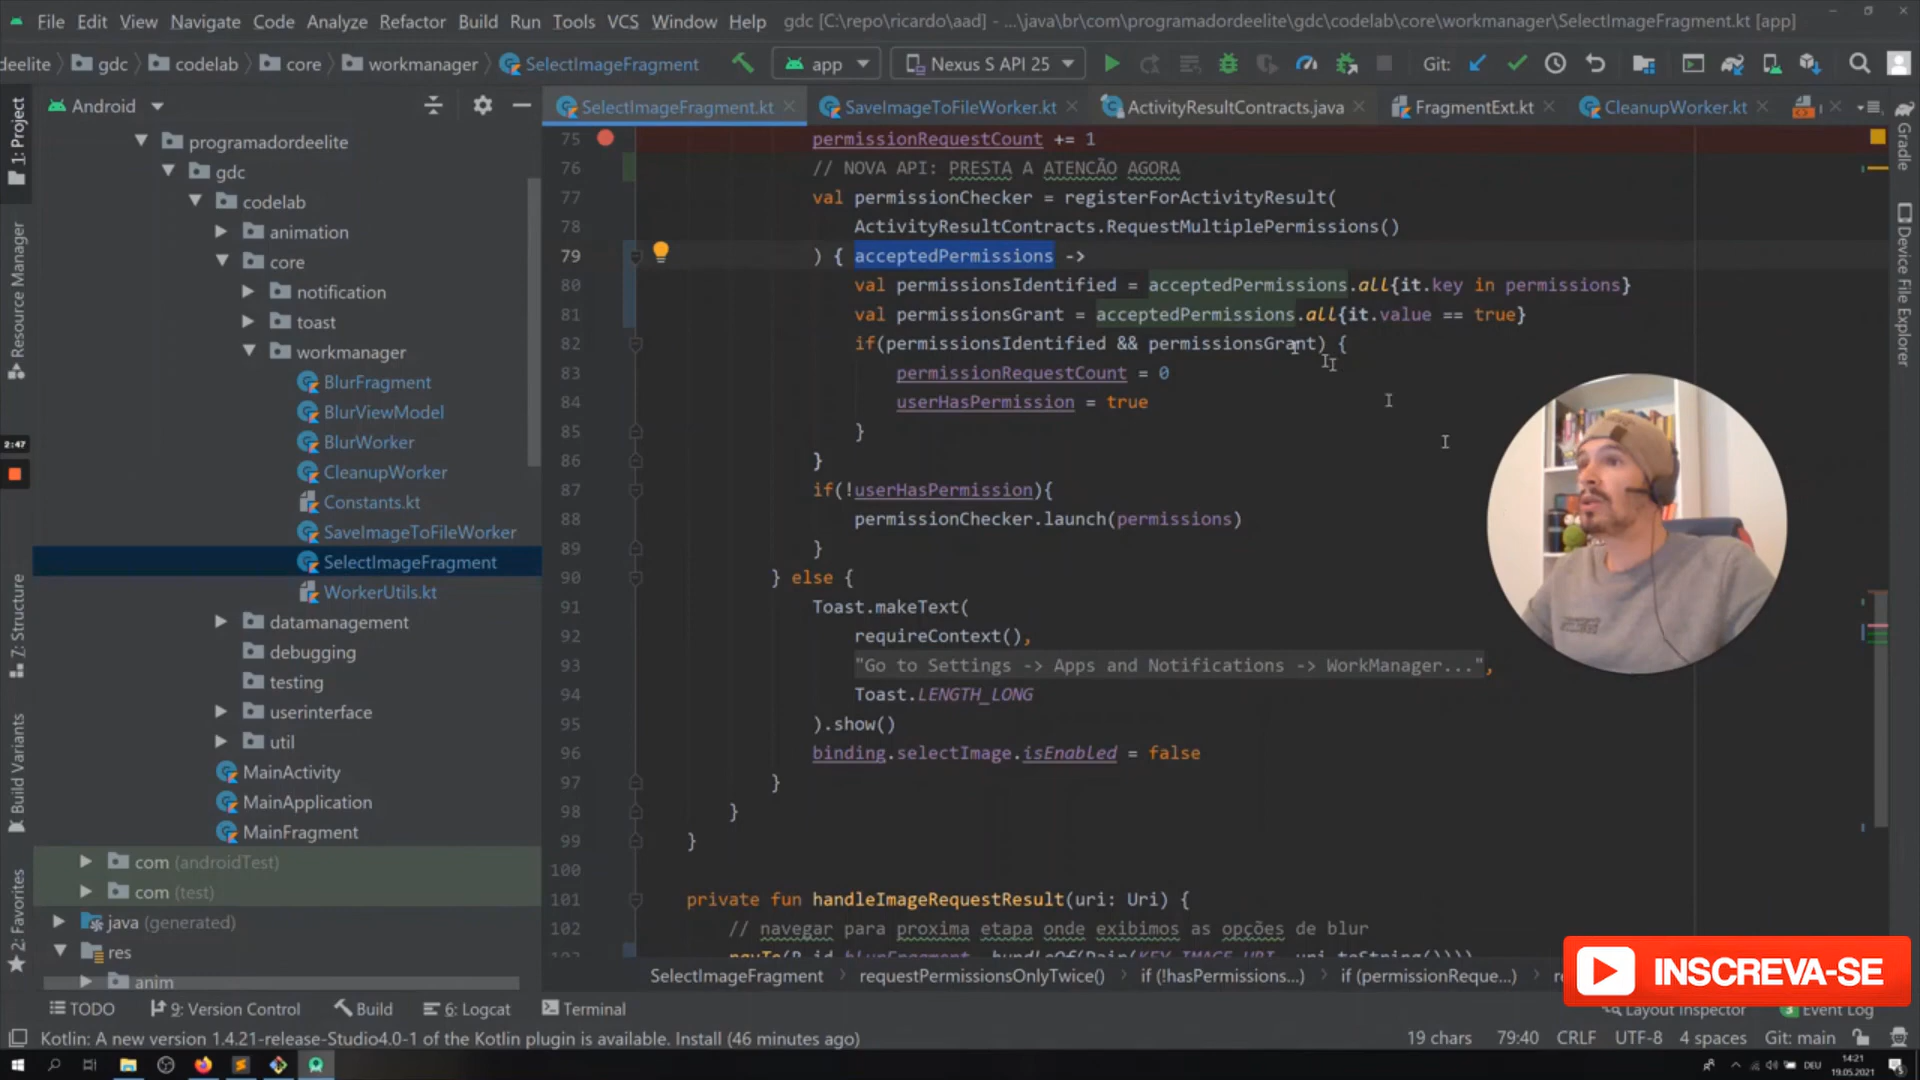 File Edit View Navigate Code Analyze Refactor Build Run Tools VCS Window Help gdc [C:\repo\ricardo\aad] - ...\java\br\com\programadordeelite\gdc\codelab\core\workmanager\SelectImageFragment.kt [app]
deelite gdc codelab core workmanager SelectImageFragment app Nexus S API 25 Git:
Android
SelectImageFragment.kt SaveImageToFileWorker.kt ActivityResultContracts.java FragmentExt.kt CleanupWorker.kt
1: Project
Resource Manager
7: Structure
Build Variants
2: Favorites
Gradle
Device File Explorer
2:47
programadordeelite
gdc
codelab
animation
core
notification
toast
workmanager
BlurFragment
BlurViewModel
BlurWorker
CleanupWorker
Constants.kt
SaveImageToFileWorker
SelectImageFragment
WorkerUtils.kt
datamanagement
debugging
testing
userinterface
util
MainActivity
MainApplication
MainFragment
com (androidTest)
com (test)
java (generated)
res
anim
75 permissionRequestCount += 1
76 // NOVA API: PRESTA A ATENCÃO AGORA
77 val permissionChecker = registerForActivityResult(
78 ActivityResultContracts.RequestMultiplePermissions()
79 ) { acceptedPermissions ->
80 val permissionsIdentified = acceptedPermissions.all{it.key in permissions}
81 val permissionsGrant = acceptedPermissions.all{it.value == true}
82 if(permissionsIdentified && permissionsGrant) {
83 permissionRequestCount = 0
84 userHasPermission = true
85 }
86 }
87 if(!userHasPermission){
88 permissionChecker.launch(permissions)
89 }
90 } else {
91 Toast.makeText(
92 requireContext(),
93 "Go to Settings -> Apps and Notifications -> WorkManager...",
94 Toast.LENGTH_LONG
95 ).show()
96 binding.selectImage.isEnabled = false
97 }
98 }
99 }
100
101 private fun handleImageRequestResult(uri: Uri) {
102 // navegar para proxima etapa onde exibimos as opções de blur
SelectImageFragment requestPermissionsOnlyTwice() if (!hasPermissions...) if (permissionReque...)
INSCREVA-SE
TODO 9: Version Control Build 6: Logcat Terminal Layout Inspector Event Log
Kotlin: A new version 1.4.21-release-Studio4.0-1 of the Kotlin plugin is available. Install (46 minutes ago) 19 chars 79:40 CRLF UTF-8 4 spaces Git: main
DEU 14:21
19.05.2021